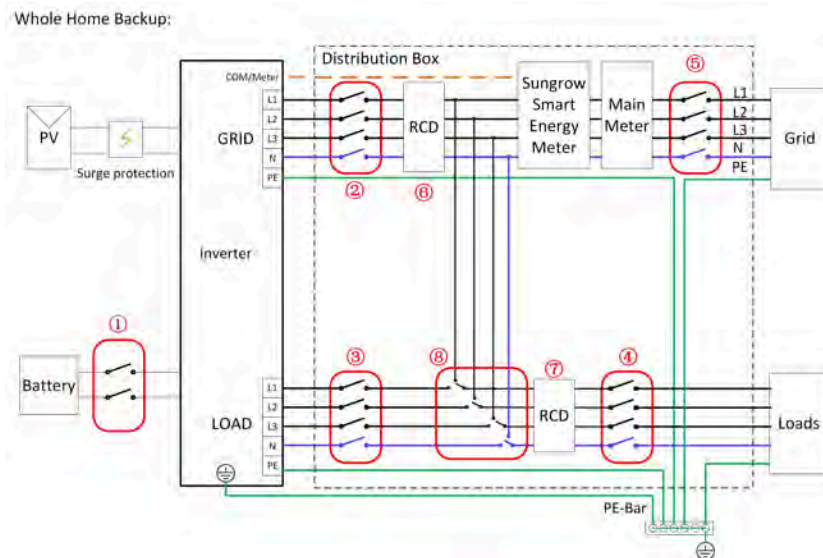 Whole Home Backup:
Distribution Box
⑤
COM/Meter
L1
L2
L3
N
PE
GRID
RCD
Sungrow
Smart
Energy
Meter
Main
Meter
L1
L2
L3
N
PE
Grid
PV
Surge protection
②
⑥
Inverter
①
③
⑧
⑦
④
Battery
L1
L2
L3
N
PE
LOAD
RCD
Loads
PE-Bar